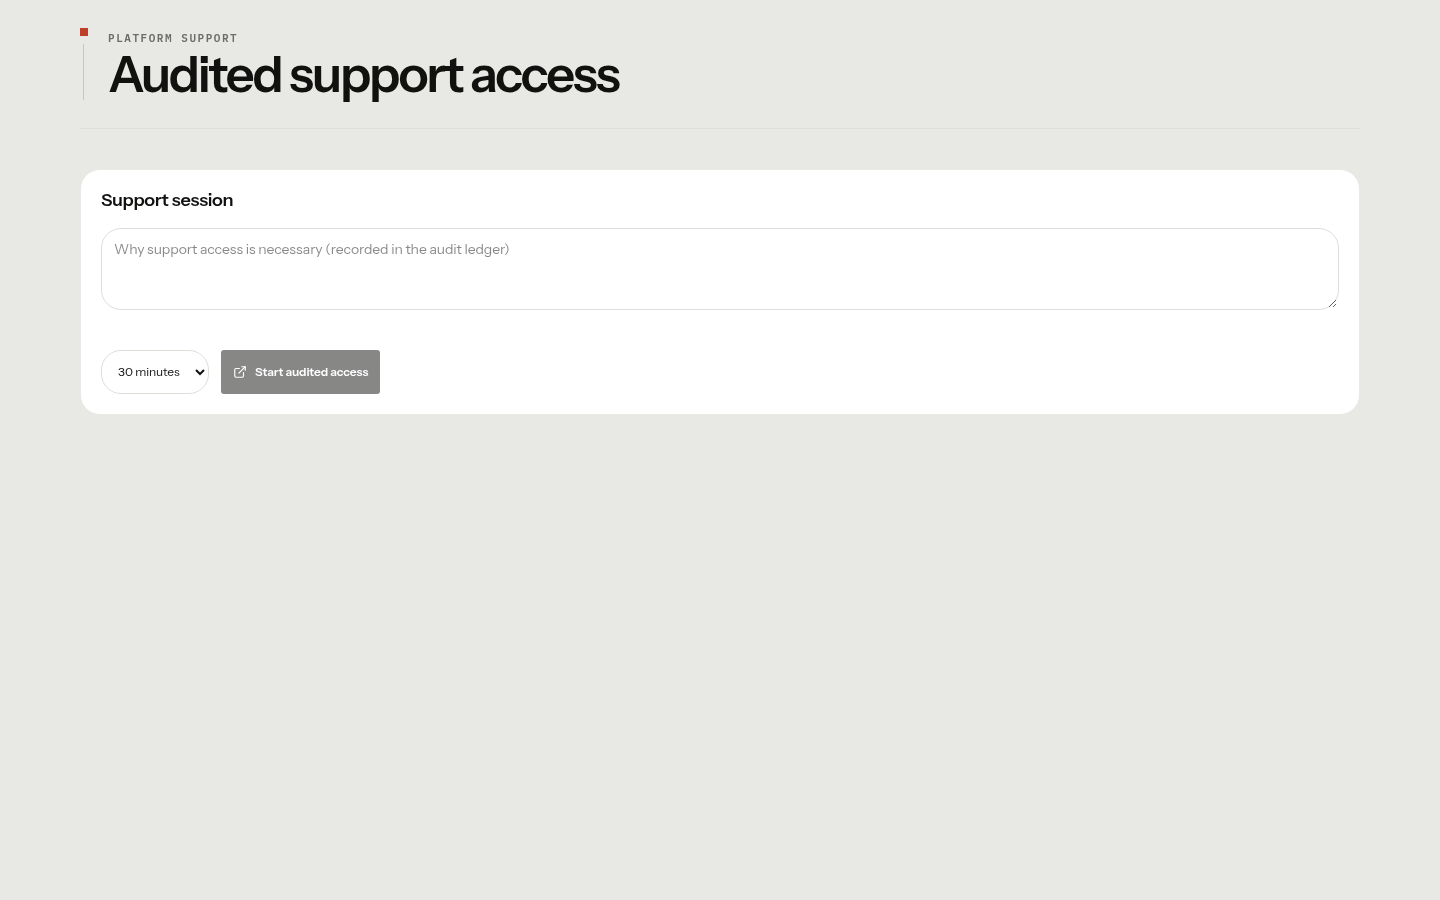 PLATFORM SUPPORT
Audited support access
Support session
Why support access is necessary (recorded in the audit ledger)
30 minutes
Start audited access